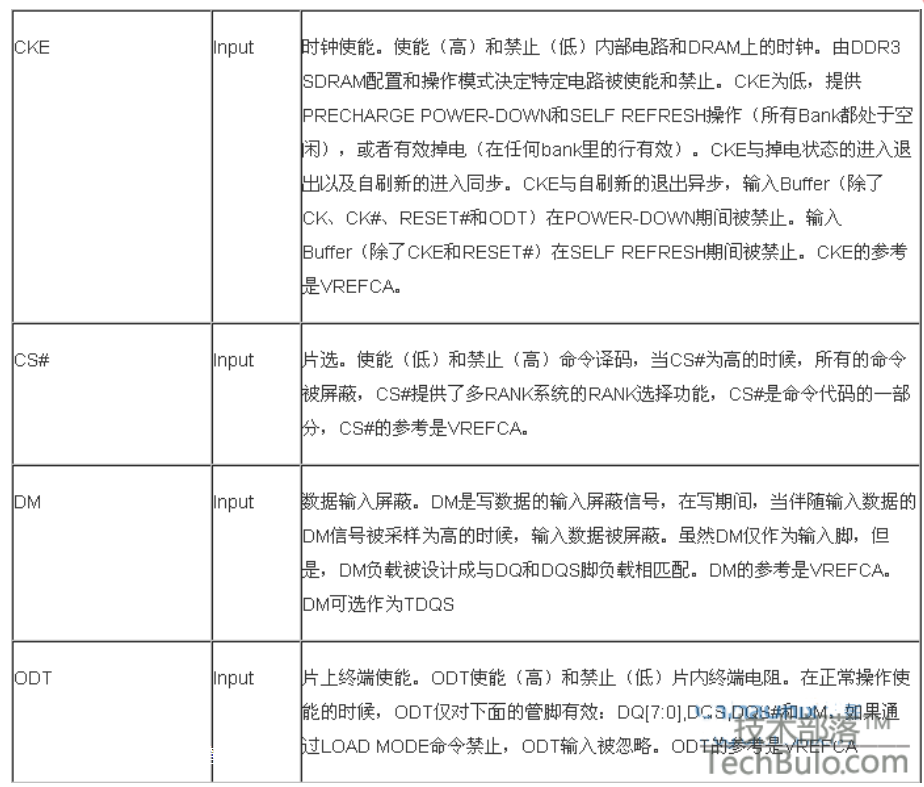 CKE
Input
时钟使能。使能（高）和禁止（低）内部电路和DRAM上的时钟。由DDR3
SDRAM配置和操作模式决定特定电路被使能和禁止。CKE为低，提供
PRECHARGE POWER-DOWN和SELF REFRESH操作（所有Bank都处于空
闲），或者有效掉电（在任何bank里的行有效）。CKE与掉电状态的进入退
出以及自刷新的进入同步。CKE与自刷新的退出异步，输入Buffer（除了
CK、CK#、RESET#和ODT）在POWER-DOWN期间被禁止。输入
Buffer（除了CKE和RESET#）在SELF REFRESH期间被禁止。CKE的参考
是VREFCA。
CS#
Input
片选。使能（低）和禁止（高）命令译码，当CS#为高的时候，所有的命令
被屏蔽，CS#提供了多RANK系统的RANK选择功能，CS#是命令代码的一部
分，CS#的参考是VREFCA。
DM
Input
数据输入屏蔽。DM是写数据的输入屏蔽信号，在写期间，当伴随输入数据的
DM信号被采样为高的时候，输入数据被屏蔽。虽然DM仅作为输入脚，但
是，DM负载被设计成与DQ和DQS脚负载相匹配。DM的参考是VREFCA。
DM可选作为TDQS
ODT
Input
片上终端使能。ODT使能（高）和禁止（低）片内终端电阻。在正常操作使
能的时候，ODT仅对下面的管脚有效：DQ[7:0],DQS,DQS#和DM。如果通
过LOAD MODE命令禁止，ODT输入被忽略。ODT的参考是VREFCA
技术部落™
TechBulo.com